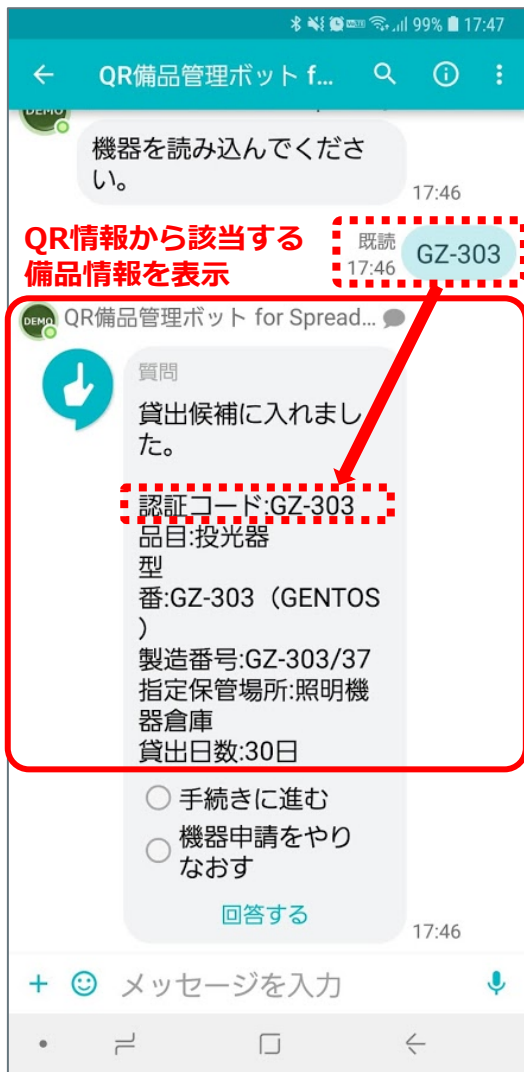 99% 17:47
QR備品管理ボット f...
DEMO
機器を読み込んでくださ
い。
17:46
QR情報から該当する
備品情報を表示
既読
17:46
GZ-303
DEMO QR備品管理ボット for Spread...
質問
貸出候補に入れまし
た。
認証コード:GZ-303
品目:投光器
型
番:GZ-303（GENTOS
）
製造番号:GZ-303/37
指定保管場所:照明機
器倉庫
貸出日数:30日
手続きに進む
機器申請をやり
なおす
回答する
17:46
メッセージを入力